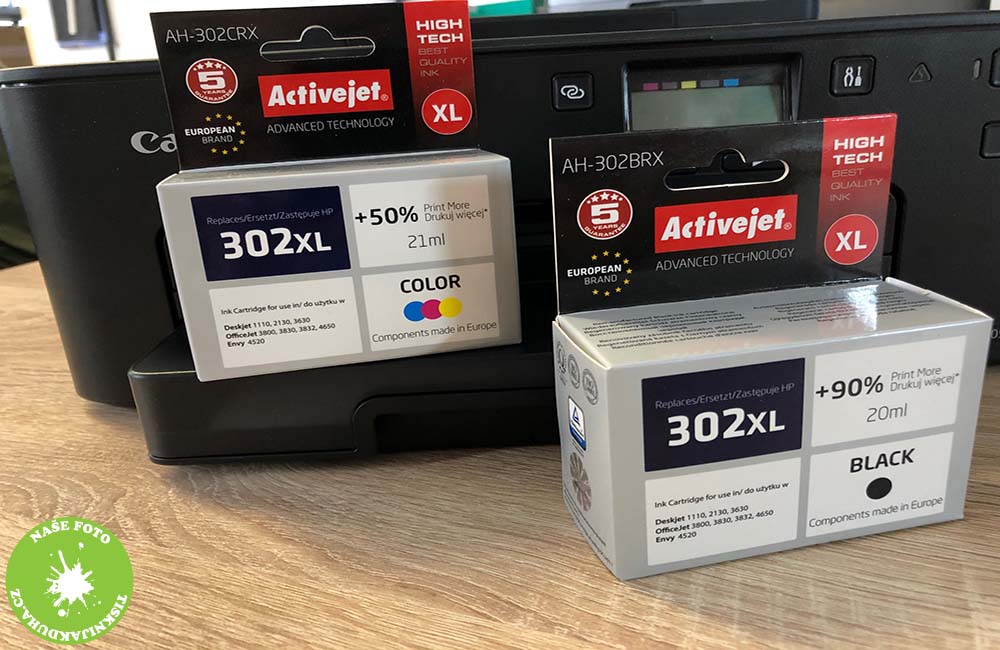 AH-302CRX
HIGH
TECH
BEST
QUALITY
INK
5
YEARS
GUARANTEE
Activejet®
XL
EUROPEAN
BRAND
ADVANCED TECHNOLOGY
Replaces/Ersetzt/Zastępuje HP
302XL
+50% Print More
Drukuj więcej*
21ml
COLOR
Ink Cartridge for use in/ do użytku w
Deskjet 1110, 2130, 3630
OfficeJet 3800, 3830, 3832, 4650
Envy 4520
Components made in Europe
Ca
AH-302BRX
HIGH
TECH
BEST
QUALITY
INK
5
YEARS
GUARANTEE
Activejet®
XL
EUROPEAN
BRAND
ADVANCED TECHNOLOGY
Replaces/Ersetzt/Zastępuje HP
302XL
+90% Print More
Drukuj więcej*
20ml
BLACK
Ink Cartridge for use in/ do użytku w
Deskjet 1110, 2130, 3630
OfficeJet 3800, 3830, 3832, 4650
Envy 4520
Components made in Europe
NAŠE FOTO
TISKNIJAKDUHA.CZ